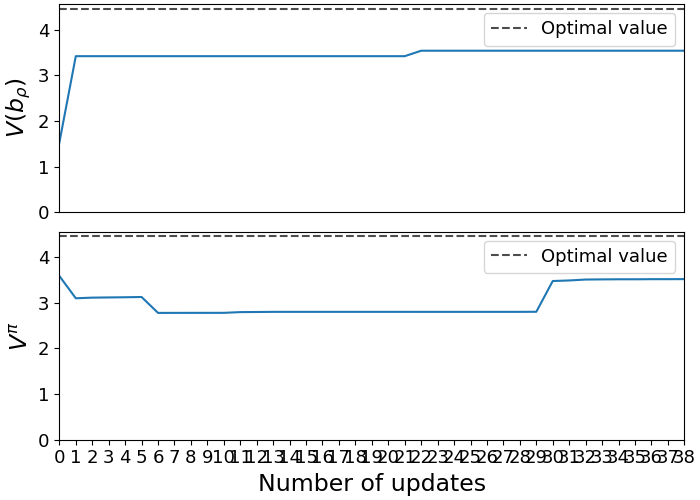 4
3
2
1
0
V(b_ρ)
Optimal value
4
3
2
1
0
V^π
Optimal value
0 1 2 3 4 5 6 7 8 9 10 11 12 13 14 15 16 17 18 19 20 21 22 23 24 25 26 27 28 29 30 31 32 33 34 35 36 37 38
Number of updates